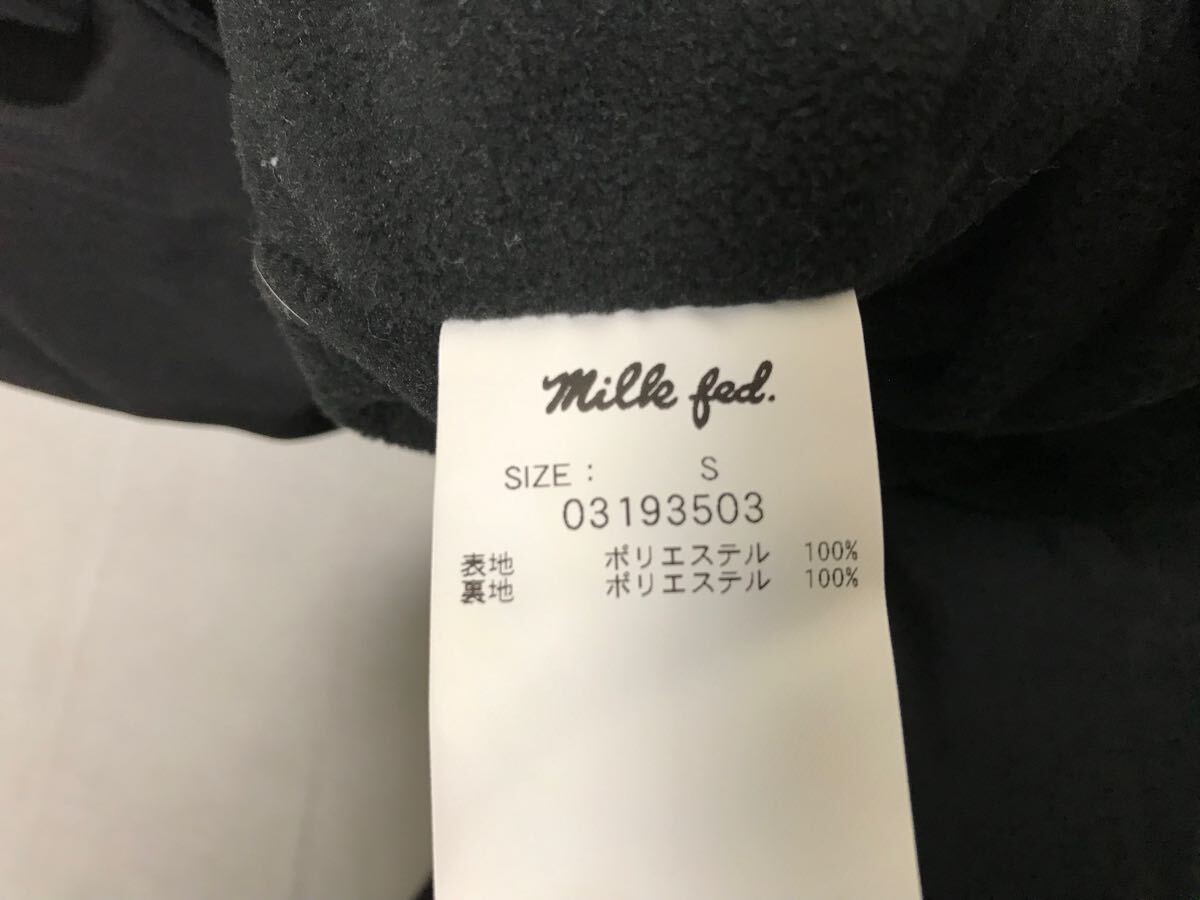 Milk fed.
SIZE : S
03193503
表地 ポリエステル 100%
裏地 ポリエステル 100%